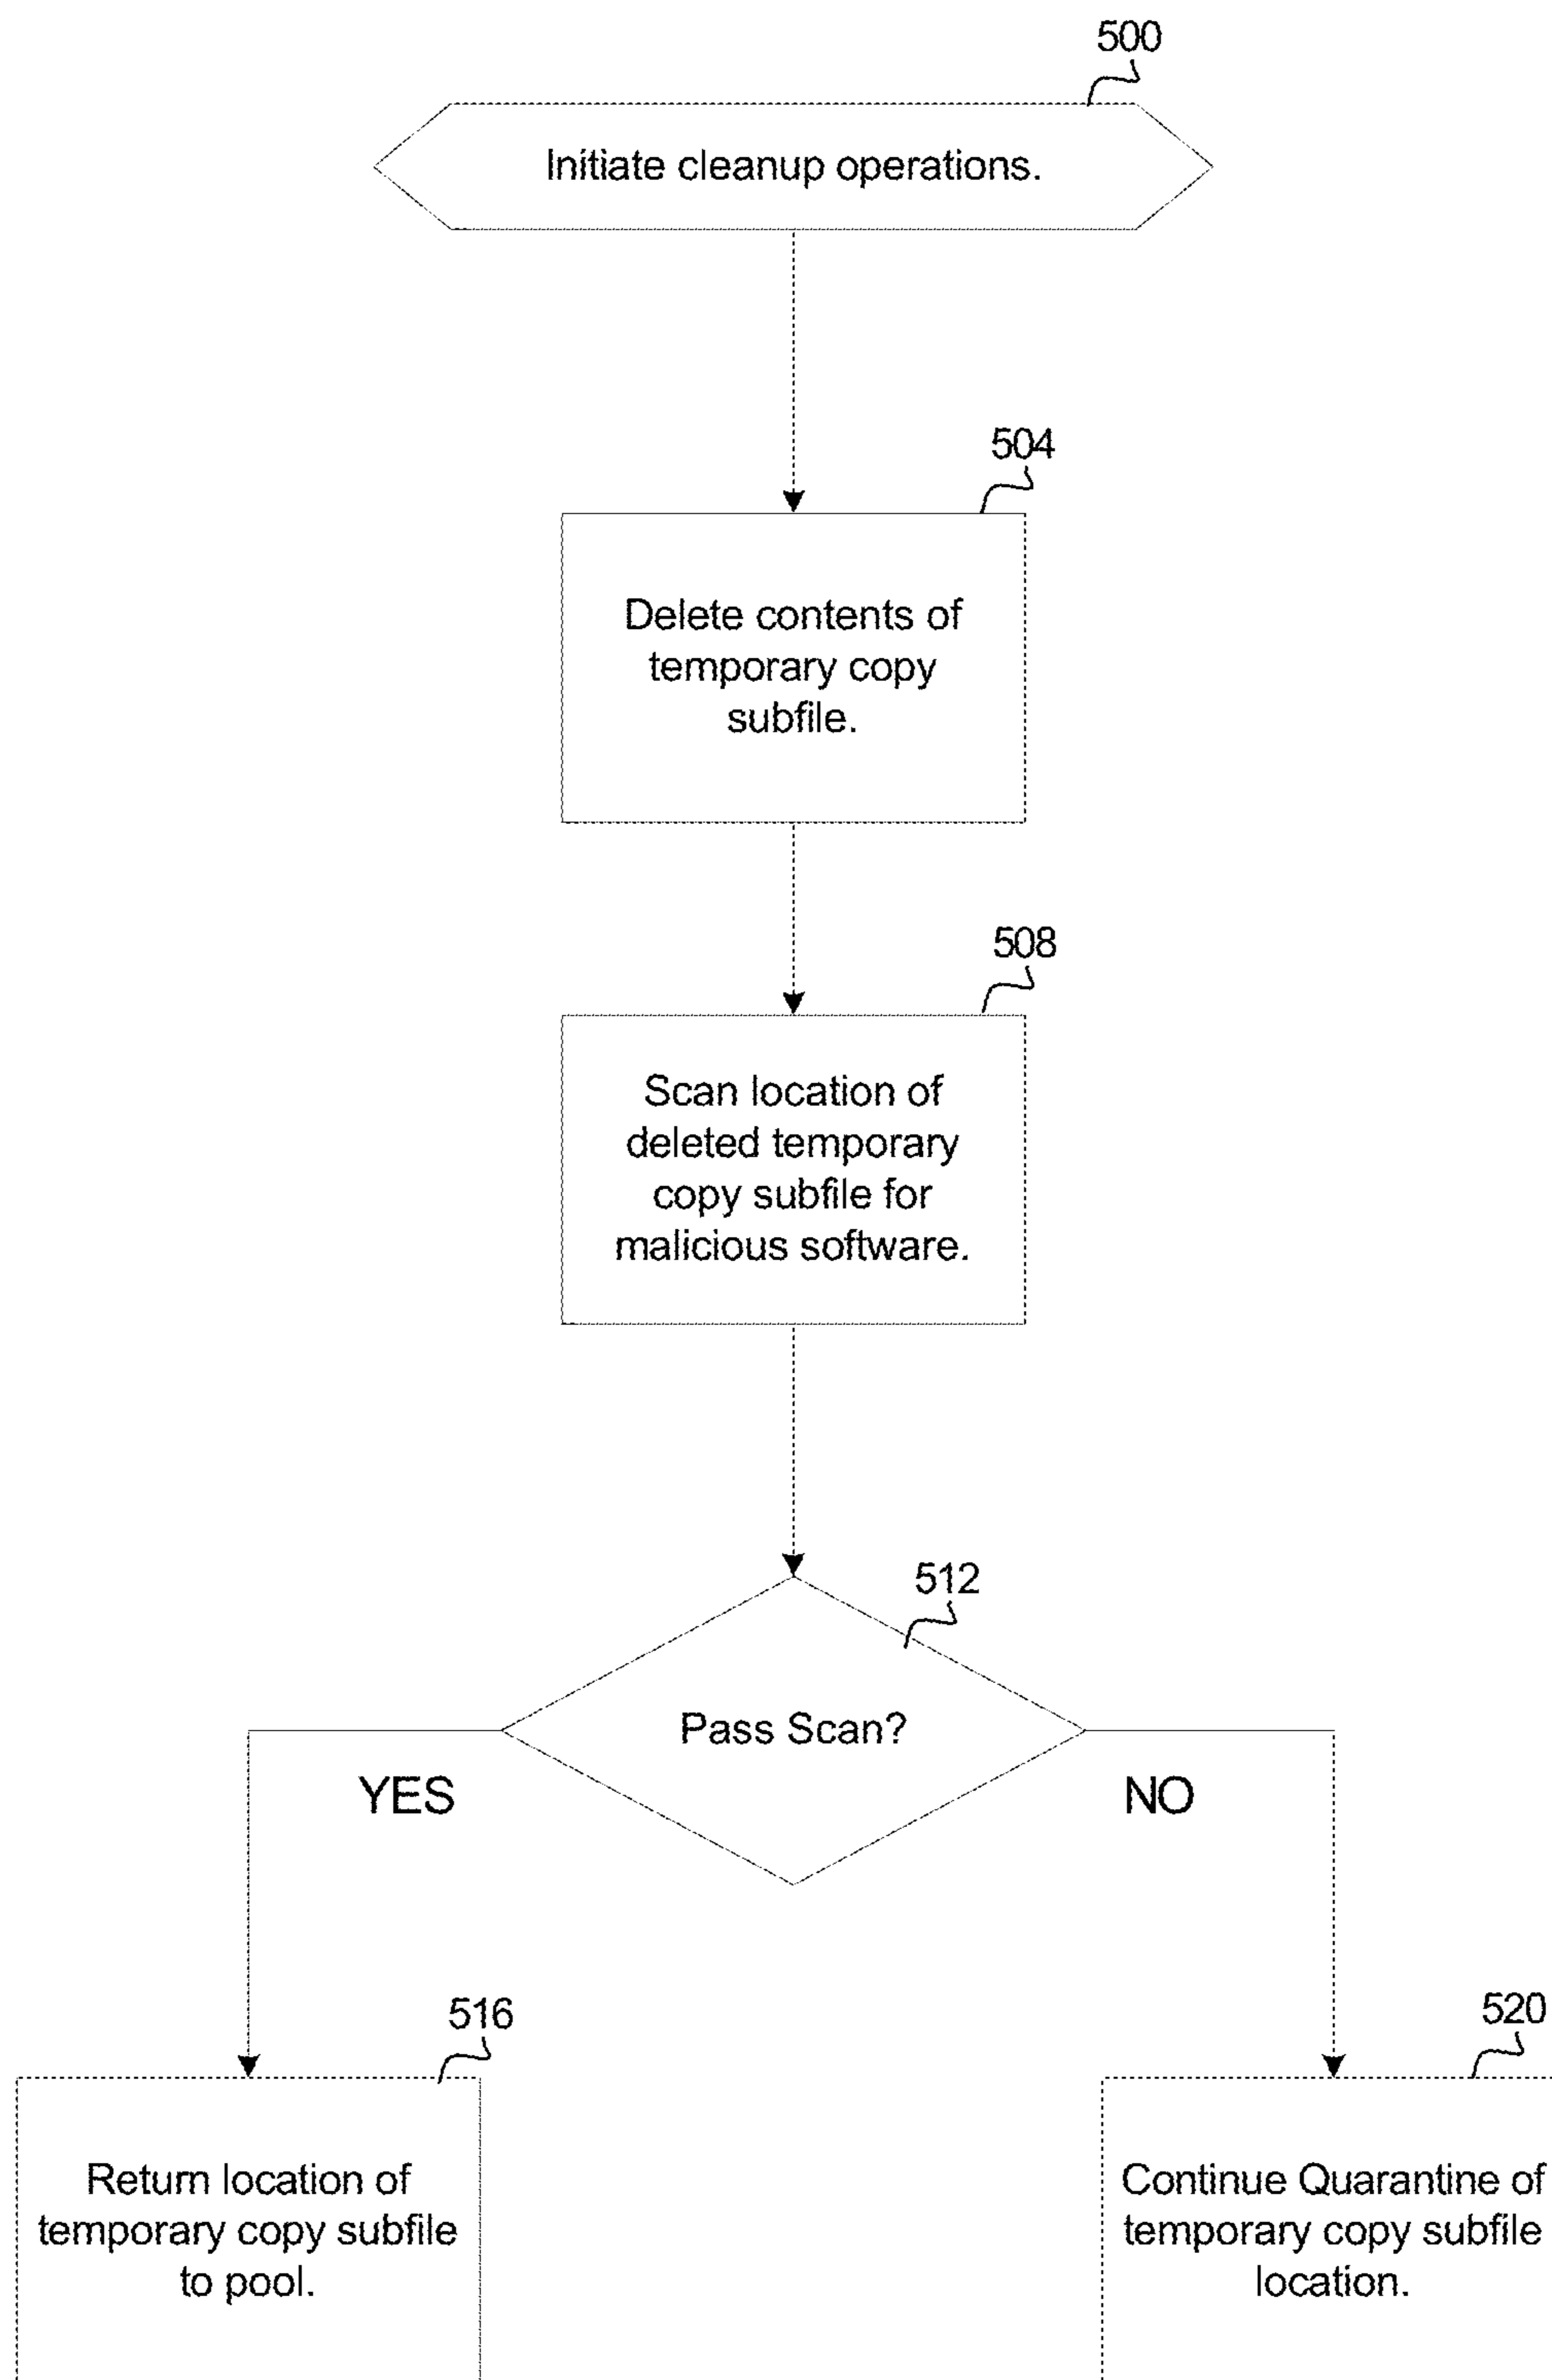 500
Initiate cleanup operations.
504
Delete contents of
temporary copy
subfile.
508
Scan location of
deleted temporary
copy subfile for
malicious software.
512
Pass Scan?
YES
NO
516
Return location of
temporary copy subfile
to pool.
520
Continue Quarantine of
temporary copy subfile
location.